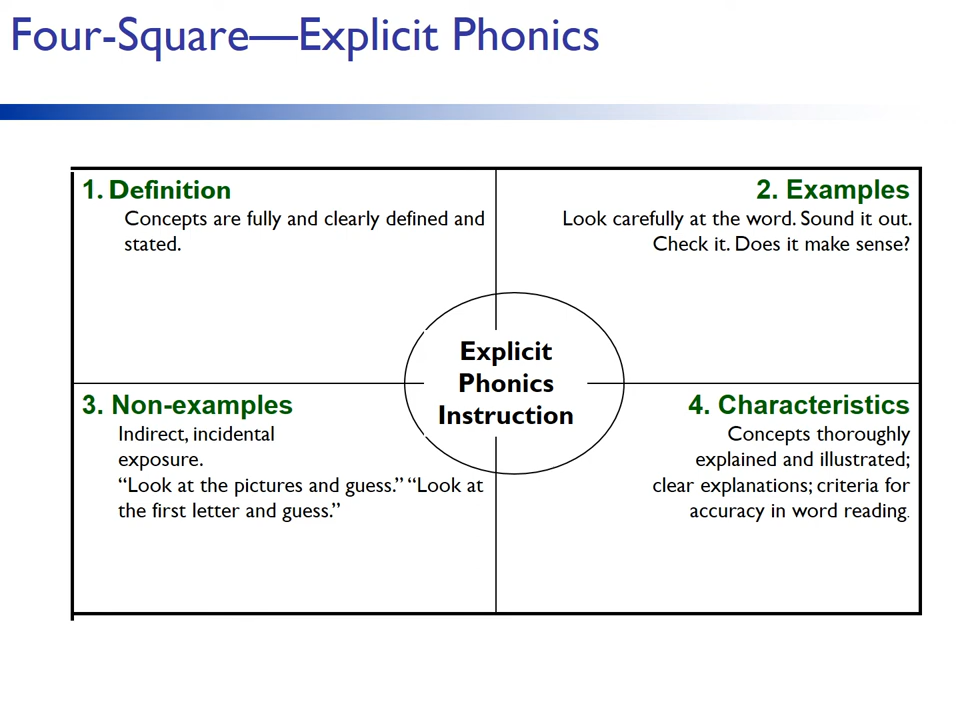 Four-Square—Explicit Phonics
1. Definition
Concepts are fully and clearly defined and
stated.
2. Examples
Look carefully at the word. Sound it out.
Check it. Does it make sense?
Explicit
Phonics
Instruction
3. Non-examples
Indirect, incidental
exposure.
“Look at the pictures and guess.” “Look at
the first letter and guess.”
4. Characteristics
Concepts thoroughly
explained and illustrated;
clear explanations; criteria for
accuracy in word reading.